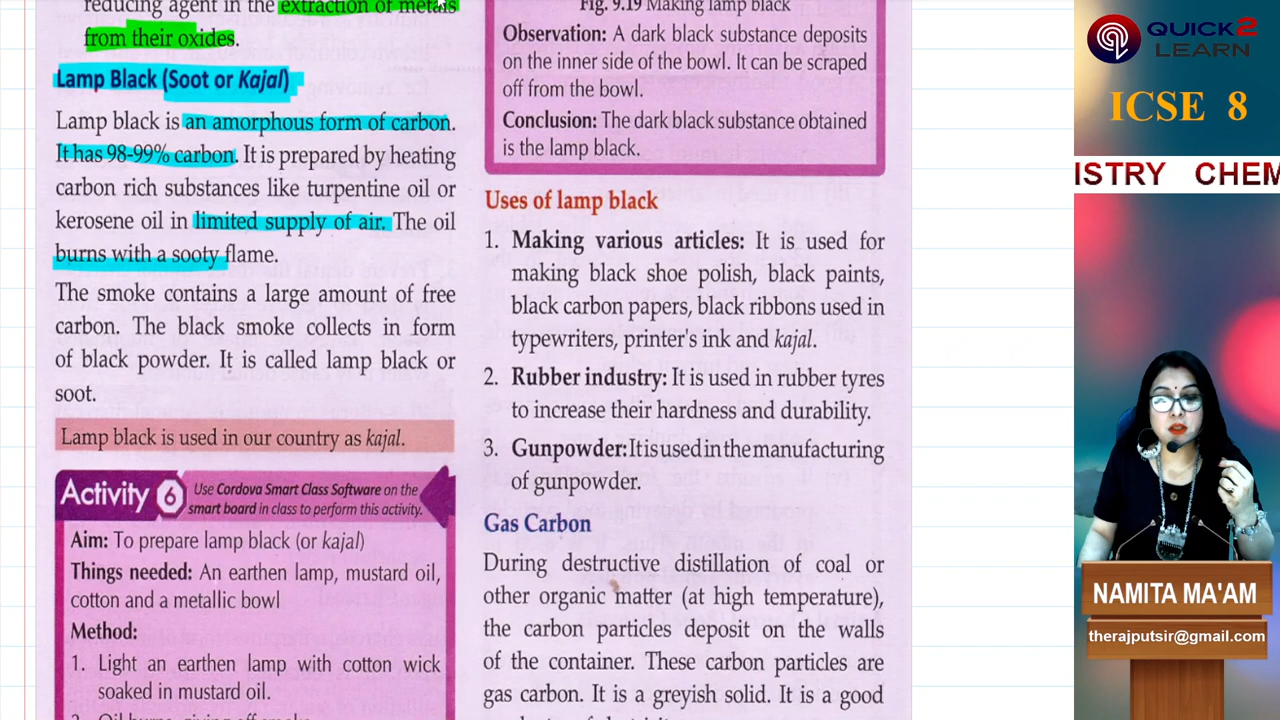 reducing agent in the extraction of metals
from their oxides.
Lamp Black (Soot or Kajal)
Lamp black is an amorphous form of carbon.
It has 98-99% carbon. It is prepared by heating
carbon rich substances like turpentine oil or
kerosene oil in limited supply of air. The oil
burns with a sooty flame.
The smoke contains a large amount of free
carbon. The black smoke collects in form
of black powder. It is called lamp black or
soot.
Lamp black is used in our country as kajal.
Activity 6
Use Cordova Smart Class Software on the
smart board in class to perform this activity.
Aim: To prepare lamp black (or kajal)
Things needed: An earthen lamp, mustard oil,
cotton and a metallic bowl
Method:
1. Light an earthen lamp with cotton wick
soaked in mustard oil.
2. Oil burns, giving off smoke
Fig. 9.19 Making lamp black
Observation: A dark black substance deposits
on the inner side of the bowl. It can be scraped
off from the bowl.
Conclusion: The dark black substance obtained
is the lamp black.
Uses of lamp black
1. Making various articles: It is used for
making black shoe polish, black paints,
black carbon papers, black ribbons used in
typewriters, printer's ink and kajal.
2. Rubber industry: It is used in rubber tyres
to increase their hardness and durability.
3. Gunpowder: It is used in the manufacturing
of gunpowder.
Gas Carbon
During destructive distillation of coal or
other organic matter (at high temperature),
the carbon particles deposit on the walls
of the container. These carbon particles are
gas carbon. It is a greyish solid. It is a good
QUICK2
LEARN
ICSE 8
ISTRY CHEM
NAMITA MA'AM
therajputsir@gmail.com